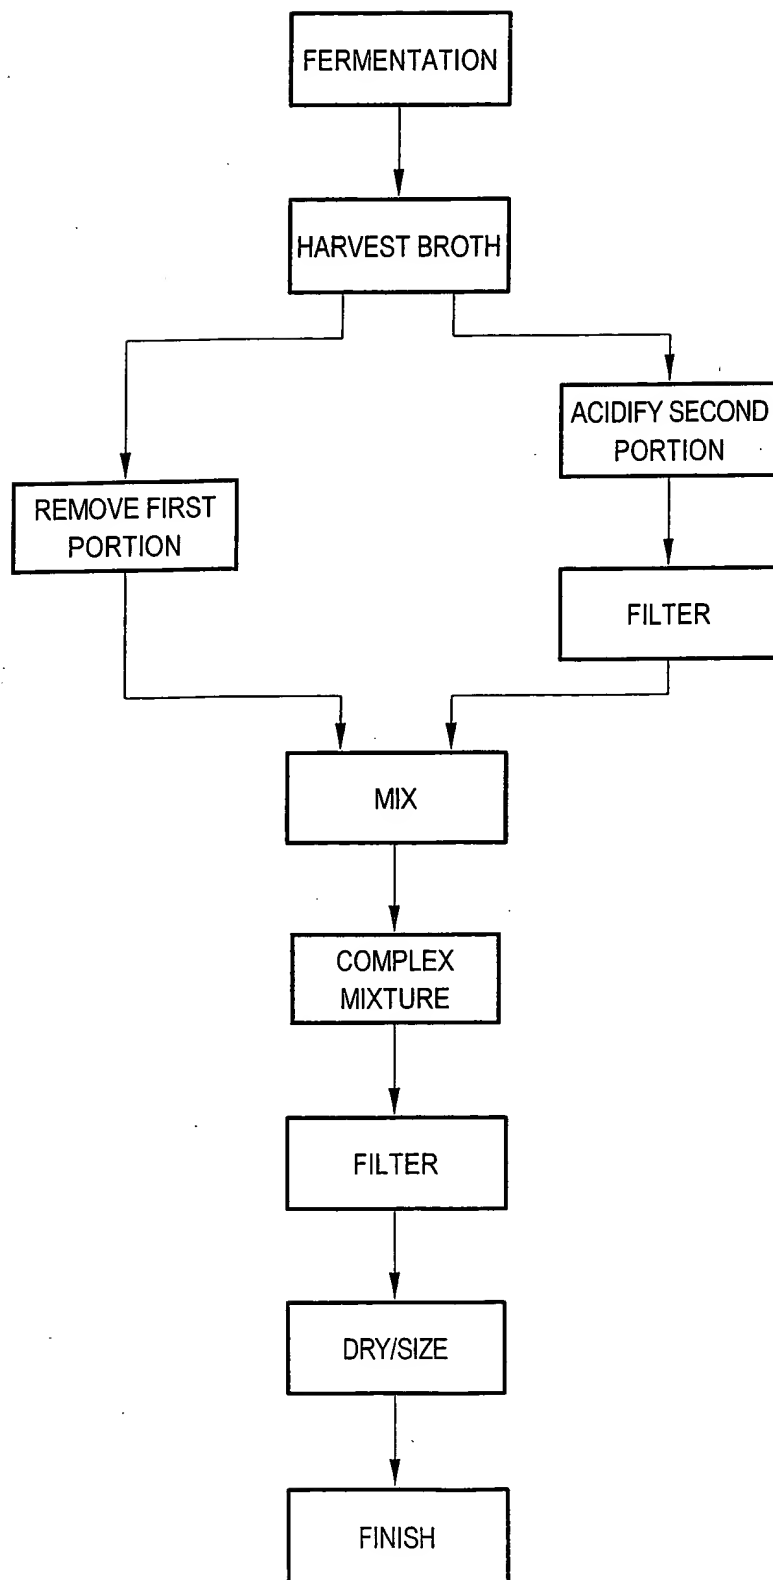 FERMENTATION
HARVEST BROTH
ACIDIFY SECOND
PORTION
REMOVE FIRST
PORTION
FILTER
MIX
COMPLEX
MIXTURE
FILTER
DRY/SIZE
FINISH